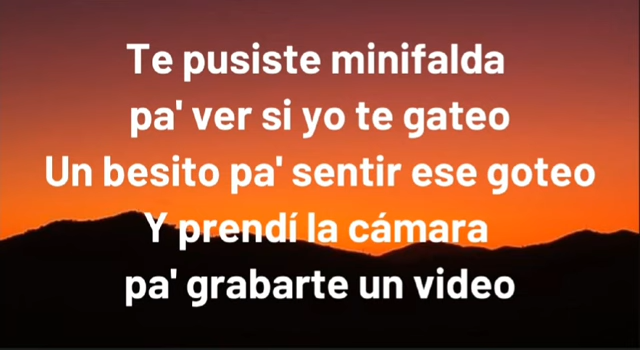 Te pusiste minifalda
pa' ver si yo te gateo
Un besito pa' sentir ese goteo
Y prendí la cámara
pa' grabarte un video